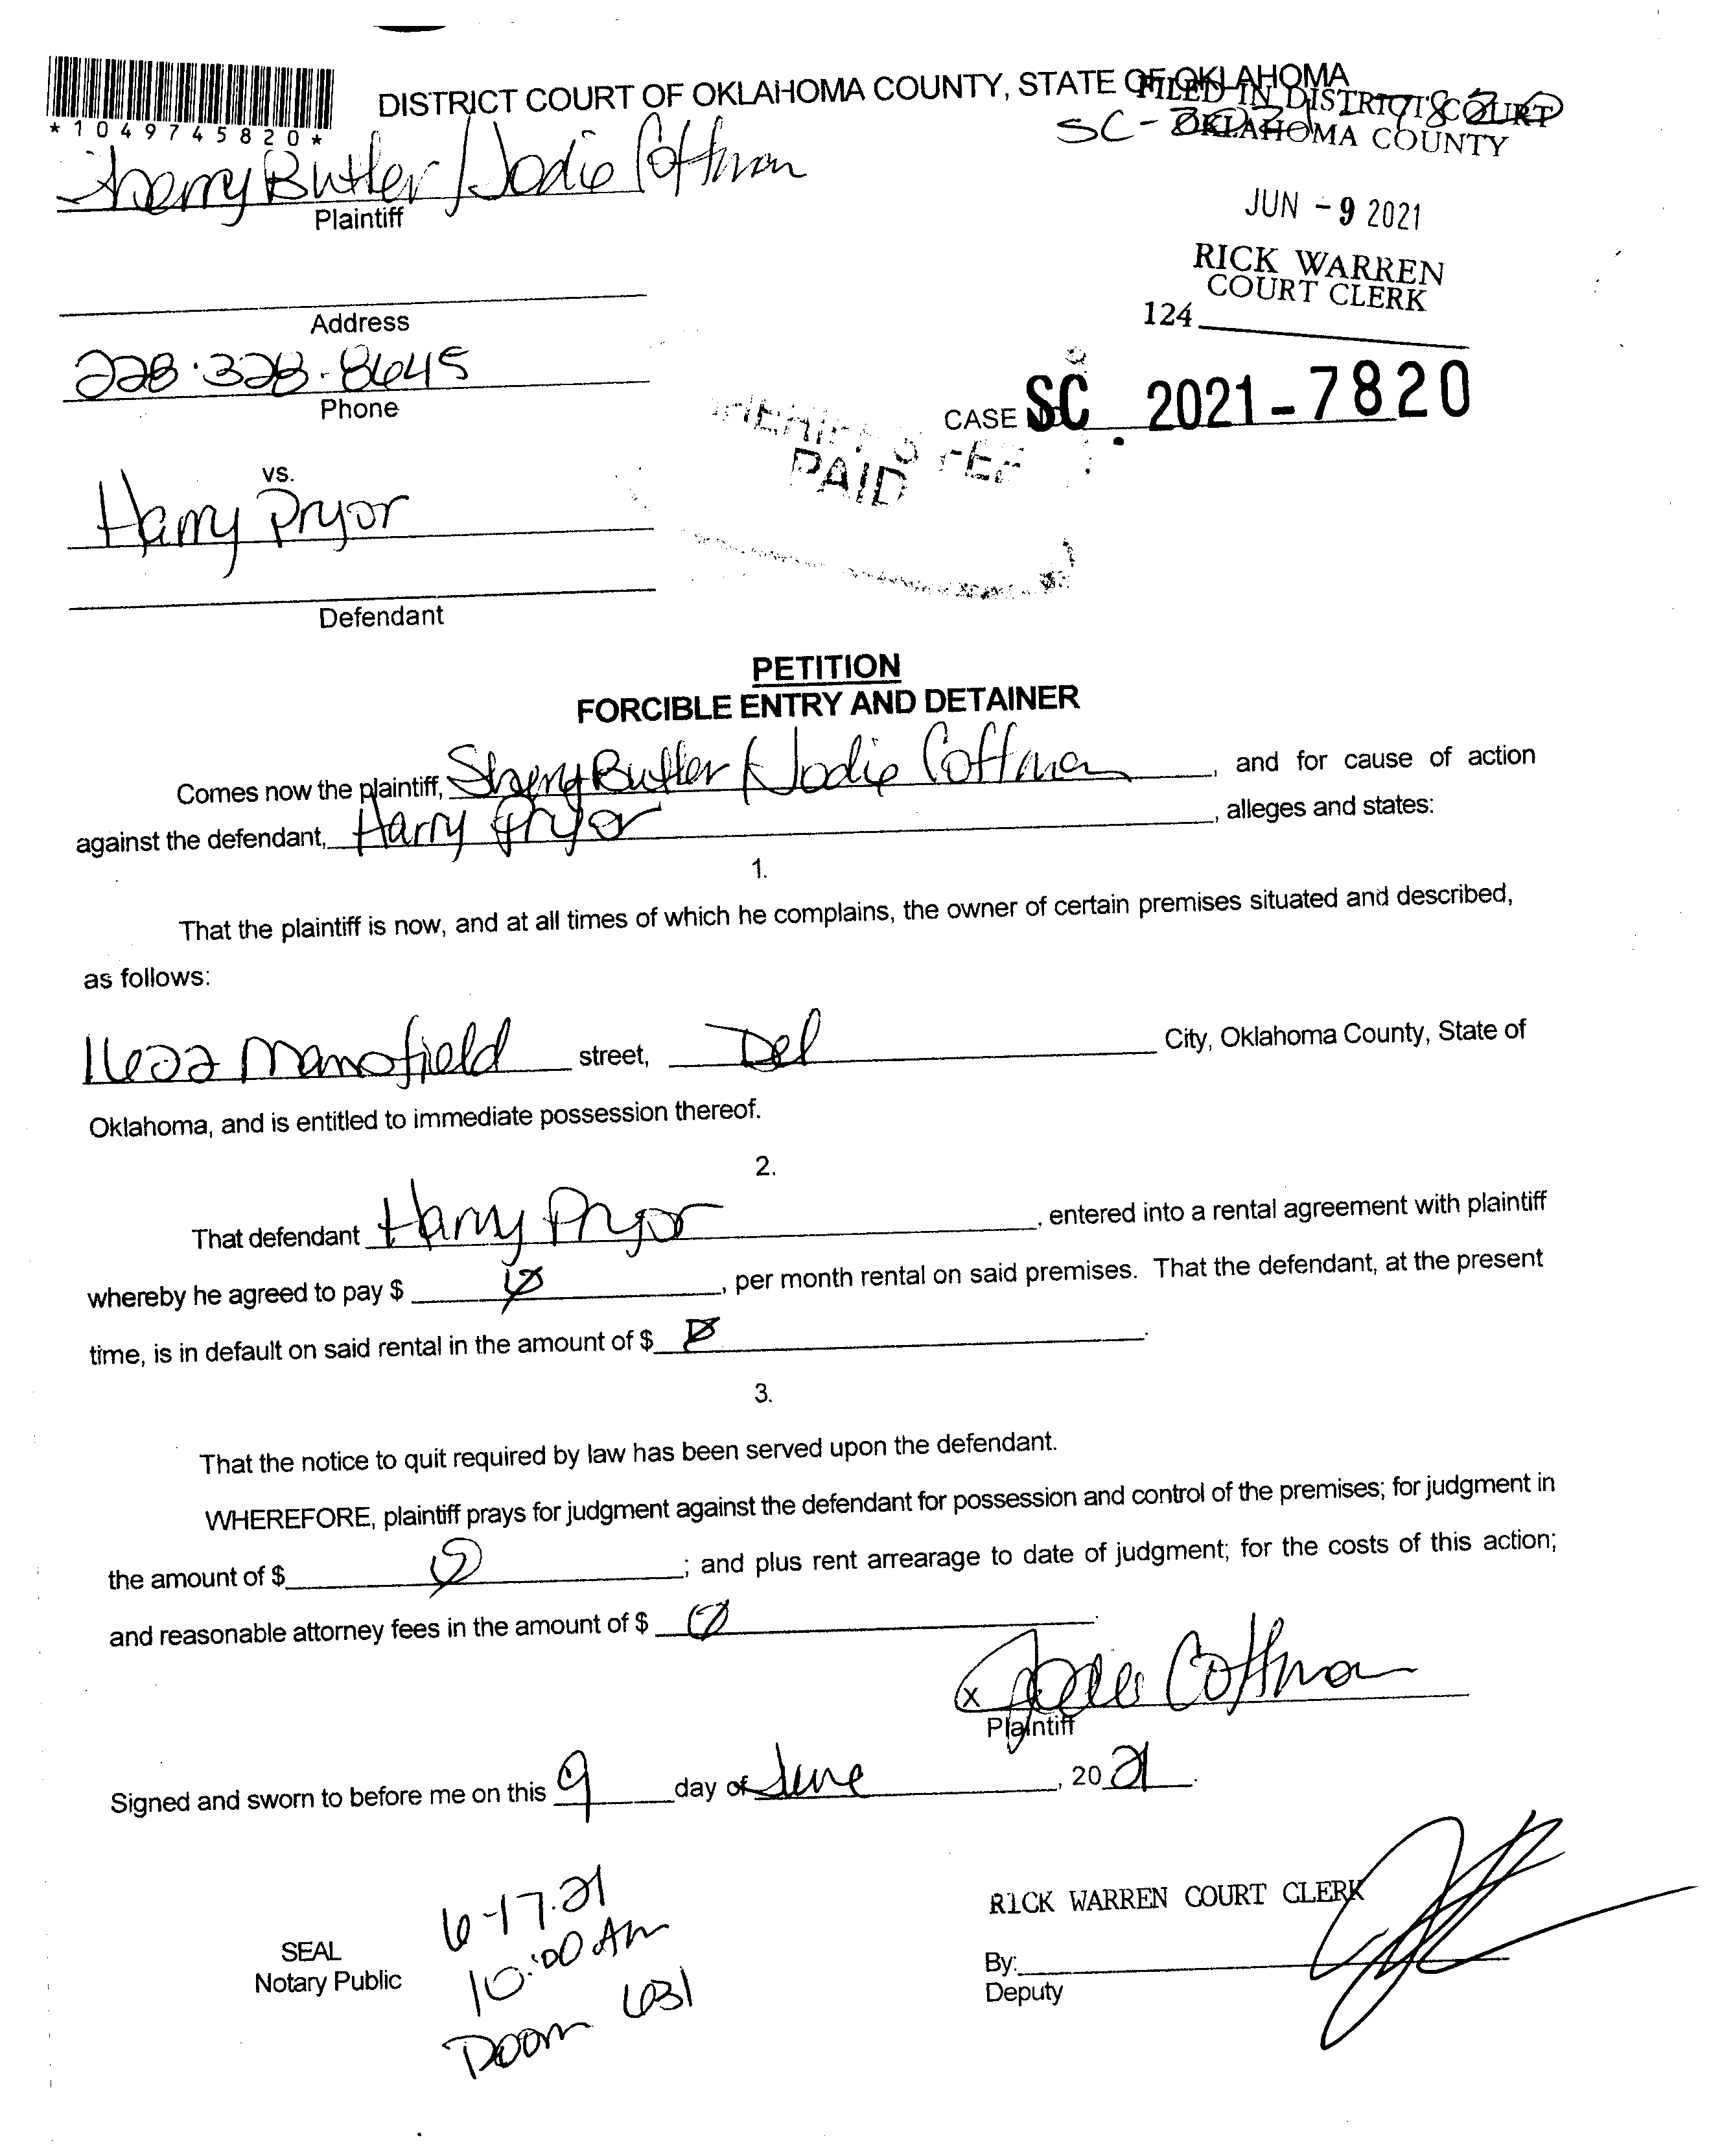 *1049745820*
DISTRICT COURT OF OKLAHOMA COUNTY, STATE OF OKLAHOMA
FILED IN DISTRICT COURT
OKLAHOMA COUNTY
SC-2021-7820
Sherry Butler / Jodie Coffman
Plaintiff
JUN - 9 2021
RICK WARREN
COURT CLERK
124
Address
228.328.8645
Phone
CASE SC 2021-7820
SHERIFF'S FEE
PAID
vs.
Harry Pryor
Defendant
PETITION
FORCIBLE ENTRY AND DETAINER
Comes now the plaintiff, Sherry Butler / Jodie Coffman, and for cause of action
against the defendant, Harry Pryor, alleges and states:
1.
That the plaintiff is now, and at all times of which he complains, the owner of certain premises situated and described,
as follows:
1622 Mansfield street, Del City, Oklahoma County, State of
Oklahoma, and is entitled to immediate possession thereof.
2.
That defendant Harry Pryor, entered into a rental agreement with plaintiff
whereby he agreed to pay $ Ø, per month rental on said premises. That the defendant, at the present
time, is in default on said rental in the amount of $ Ø.
3.
That the notice to quit required by law has been served upon the defendant.
WHEREFORE, plaintiff prays for judgment against the defendant for possession and control of the premises; for judgment in
the amount of $ Ø; and plus rent arrearage to date of judgment; for the costs of this action;
and reasonable attorney fees in the amount of $ Ø.
x Jodie Coffman
Plaintiff
Signed and sworn to before me on this 9 day of June, 2021.
6-17-21
10:00 Am
Room 631
SEAL
Notary Public
RICK WARREN COURT CLERK
By:
Deputy